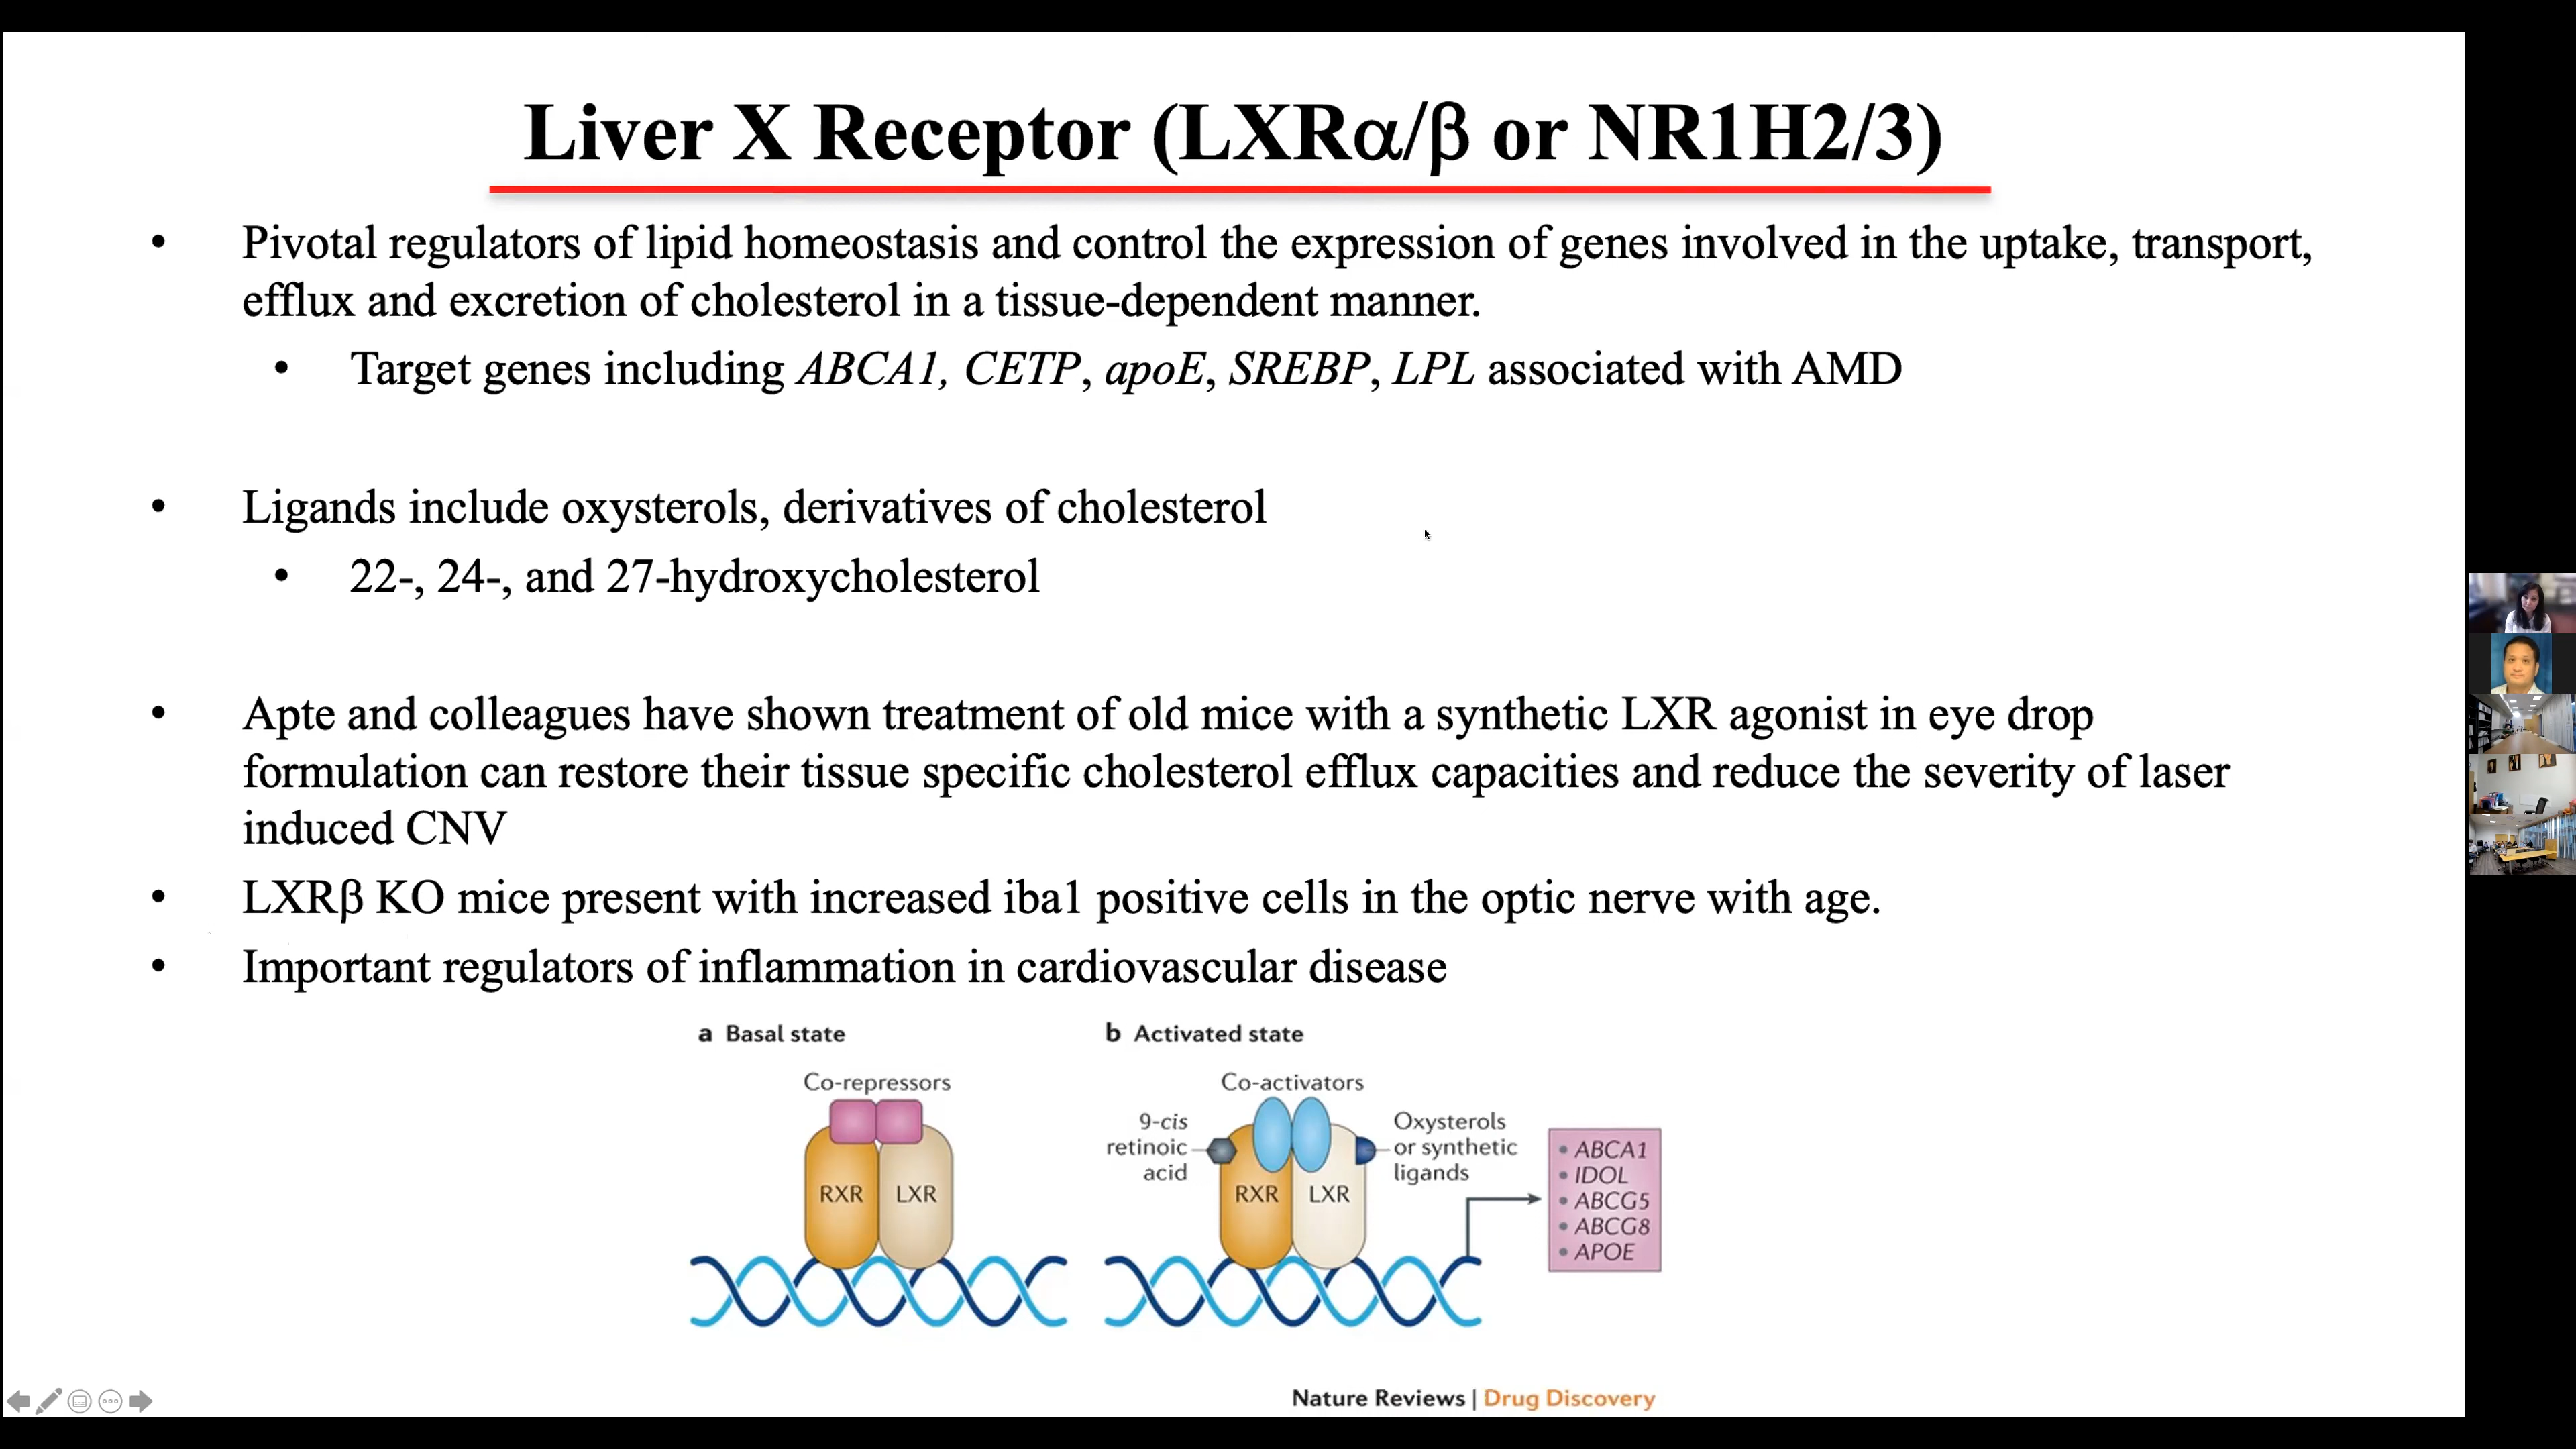 Liver X Receptor (LXRα/β or NR1H2/3)
• Pivotal regulators of lipid homeostasis and control the expression of genes involved in the uptake, transport,
efflux and excretion of cholesterol in a tissue-dependent manner.
• Target genes including ABCA1, CETP, apoE, SREBP, LPL associated with AMD
• Ligands include oxysterols, derivatives of cholesterol
• 22-, 24-, and 27-hydroxycholesterol
• Apte and colleagues have shown treatment of old mice with a synthetic LXR agonist in eye drop
formulation can restore their tissue specific cholesterol efflux capacities and reduce the severity of laser
induced CNV
• LXRβ KO mice present with increased iba1 positive cells in the optic nerve with age.
• Important regulators of inflammation in cardiovascular disease
a Basal state
Co-repressors
RXR
LXR
b Activated state
Co-activators
9-cis
retinoic
acid
RXR
LXR
Oxysterols
or synthetic
ligands
• ABCA1
• IDOL
• ABCG5
• ABCG8
• APOE
Nature Reviews | Drug Discovery